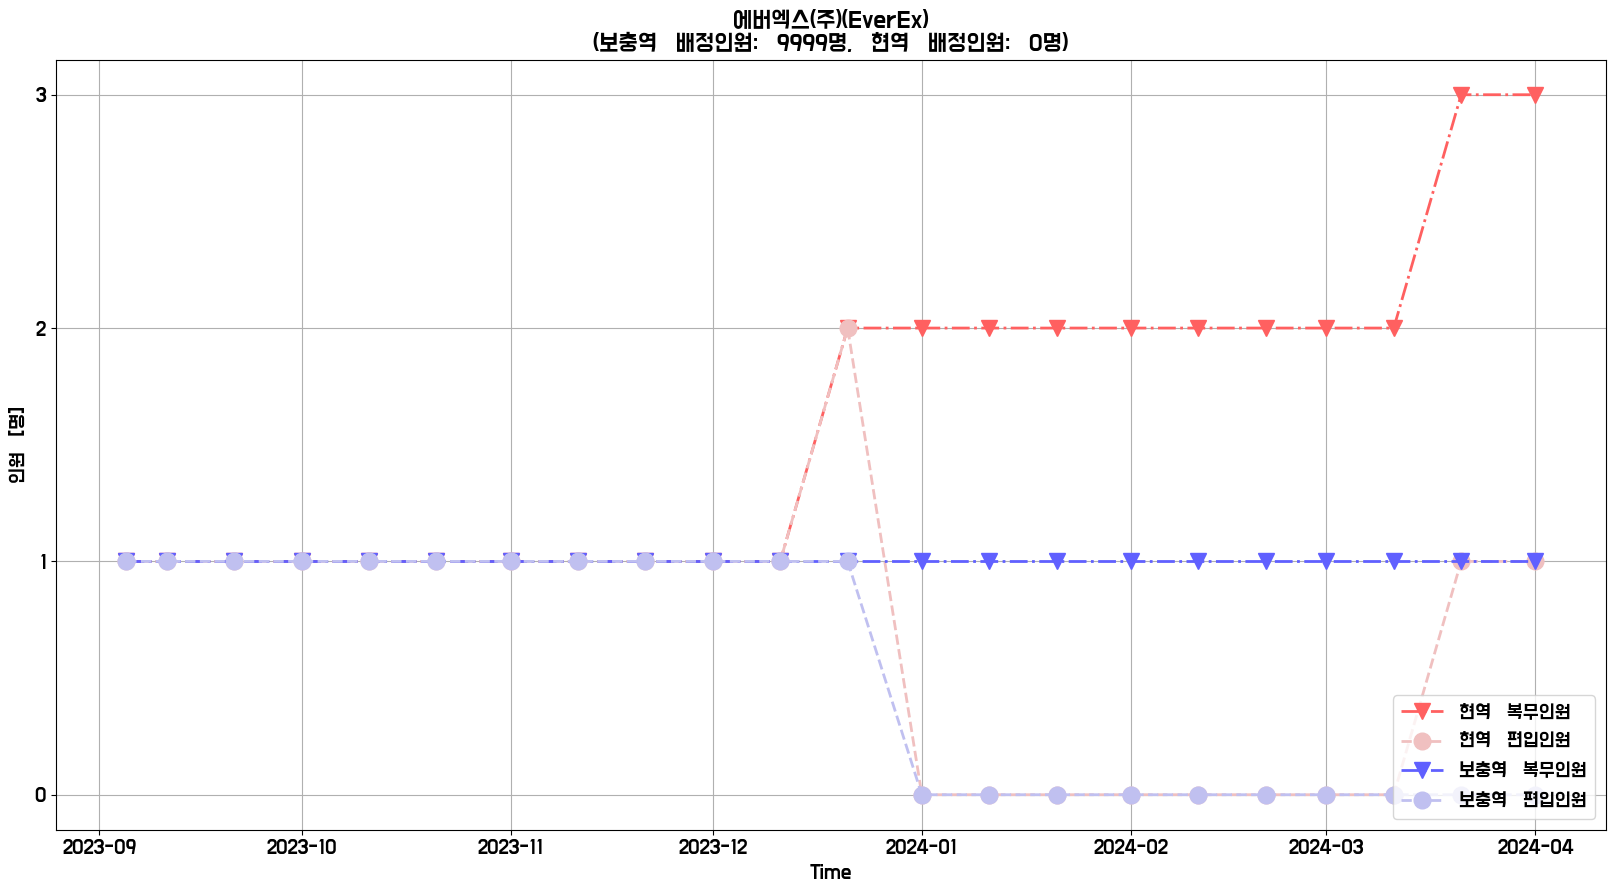 에버엑스(주)(EverEx)
(보충역 배정인원: 9999명, 현역 배정인원: 0명)
3
2
1
0
인원 [명]
2023-09 2023-10 2023-11 2023-12 2024-01 2024-02 2024-03 2024-04
Time
현역 복무인원
현역 편입인원
보충역 복무인원
보충역 편입인원